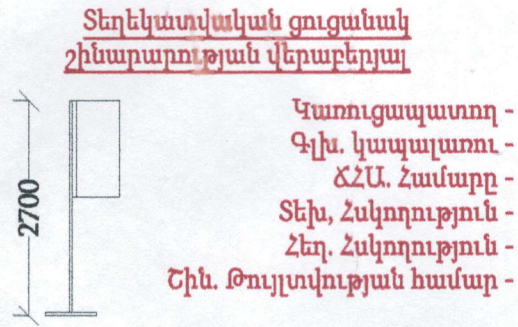 Տեղեկատվական ցուցանակ
շինարարության վերաբերյալ
Կառուցապատող -
Գլխ. կապալառու -
ՃՀԱ. Համարը -
Տեխ, Հսկողություն -
Հեղ. Հսկողություն -
Շին. Թույլտվության համար -
2700